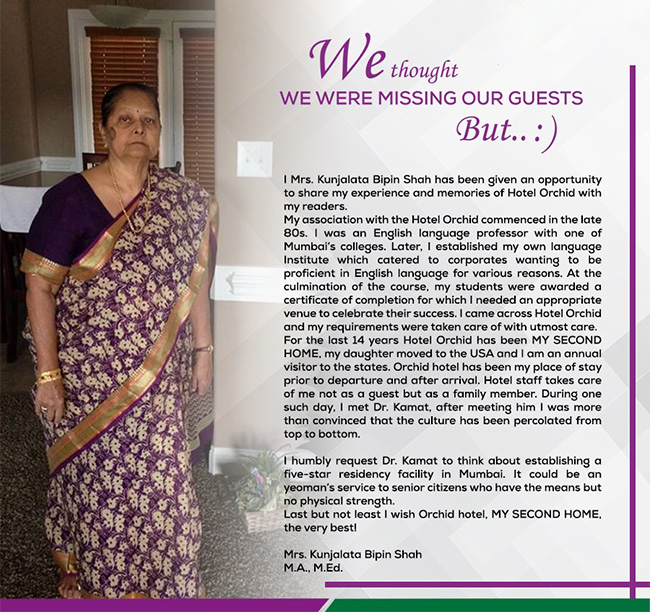 We thought
WE WERE MISSING OUR GUESTS
But.. :)
I Mrs. Kunjalata Bipin Shah has been given an opportunity
to share my experience and memories of Hotel Orchid with
my readers.
My association with the Hotel Orchid commenced in the late
80s. I was an English language professor with one of
Mumbai's colleges. Later, I established my own language
Institute which catered to corporates wanting to be
proficient in English language for various reasons. At the
culmination of the course, my students were awarded a
certificate of completion for which I needed an appropriate
venue to celebrate their success. I came across Hotel Orchid
and my requirements were taken care of with utmost care.
For the last 14 years Hotel Orchid has been MY SECOND
HOME, my daughter moved to the USA and I am an annual
visitor to the states. Orchid hotel has been my place of stay
prior to departure and after arrival. Hotel staff takes care
of me not as a guest but as a family member. During one
such day, I met Dr. Kamat, after meeting him I was more
than convinced that the culture has been percolated from
top to bottom.
I humbly request Dr. Kamat to think about establishing a
five-star residency facility in Mumbai. It could be an
yeoman's service to senior citizens who have the means but
no physical strength.
Last but not least I wish Orchid hotel, MY SECOND HOME,
the very best!
Mrs. Kunjalata Bipin Shah
M.A., M.Ed.